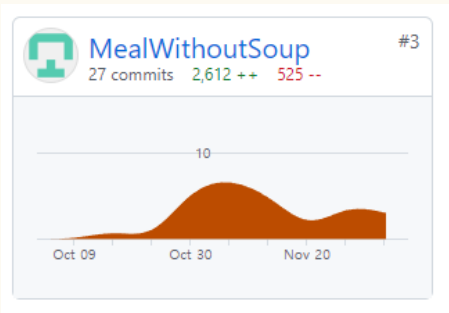 MealWithoutSoup
#3
27 commits 2,612 ++ 525 --
10
Oct 09 Oct 30 Nov 20